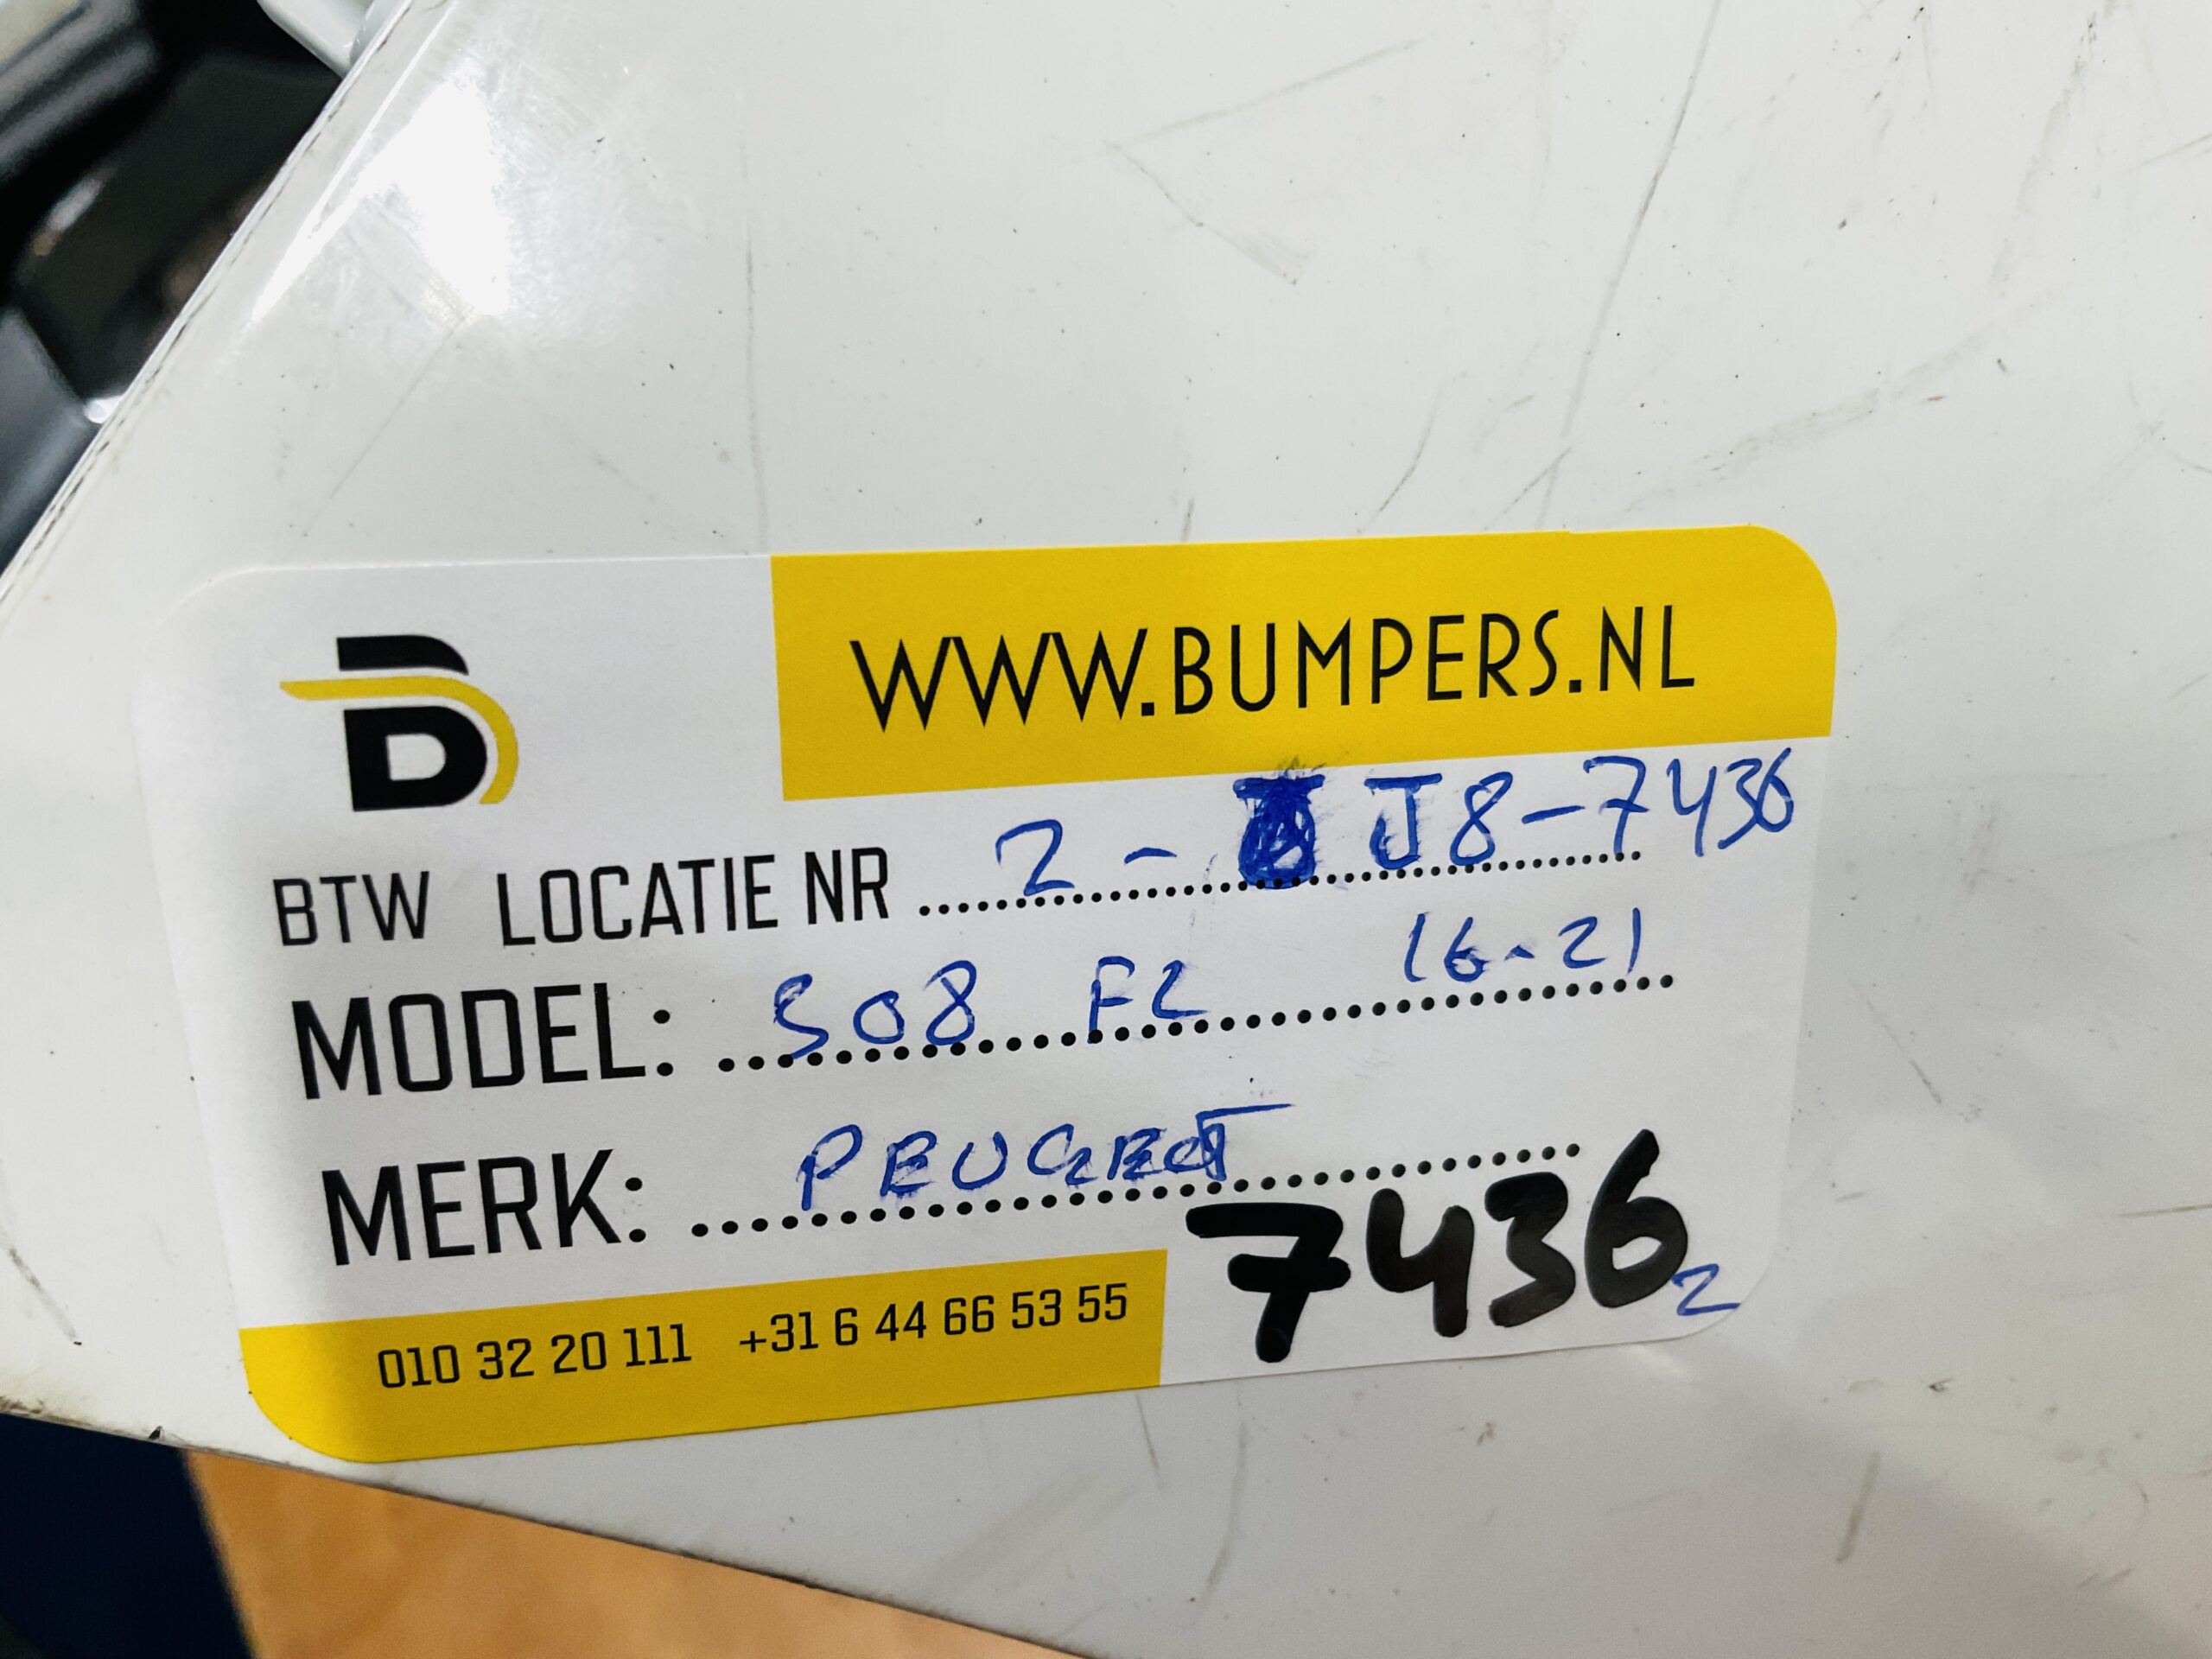 WWW.BUMPERS.NL
BTW LOCATIE NR 2 - J8-7436
MODEL: 508 FL 16-21
MERK: PEUGEOT
7436 2
010 32 20 111 +31 6 44 66 53 55